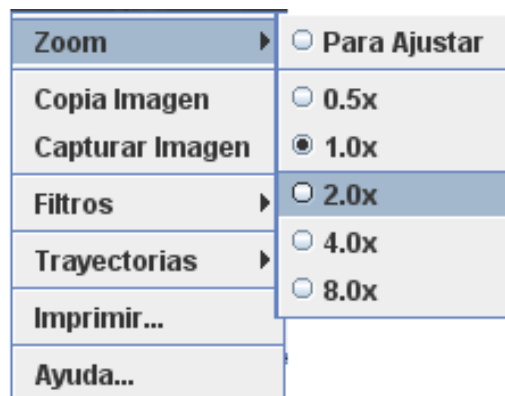 Zoom
Copia Imagen
Capturar Imagen
Filtros
Trayectorias
Imprimir...
Ayuda...
Para Ajustar
0.5x
1.0x
2.0x
4.0x
8.0x